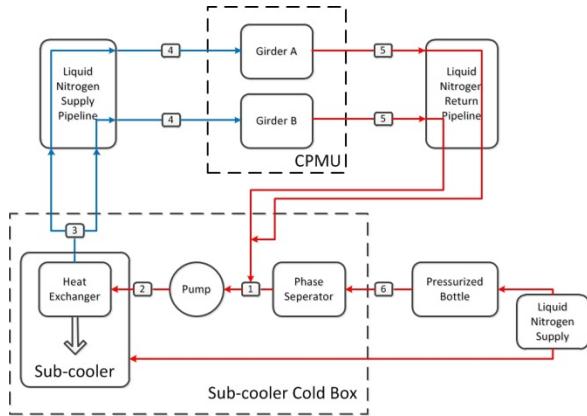 Liquid
Nitrogen
Supply
Pipeline
4
4
Girder A
Girder B
CPMU
5
5
Liquid
Nitrogen
Return
Pipeline
3
Heat
Exchanger
Sub-cooler
2
Pump
1
Phase
Seperator
6
Pressurized
Bottle
Liquid
Nitrogen
Supply
Sub-cooler Cold Box